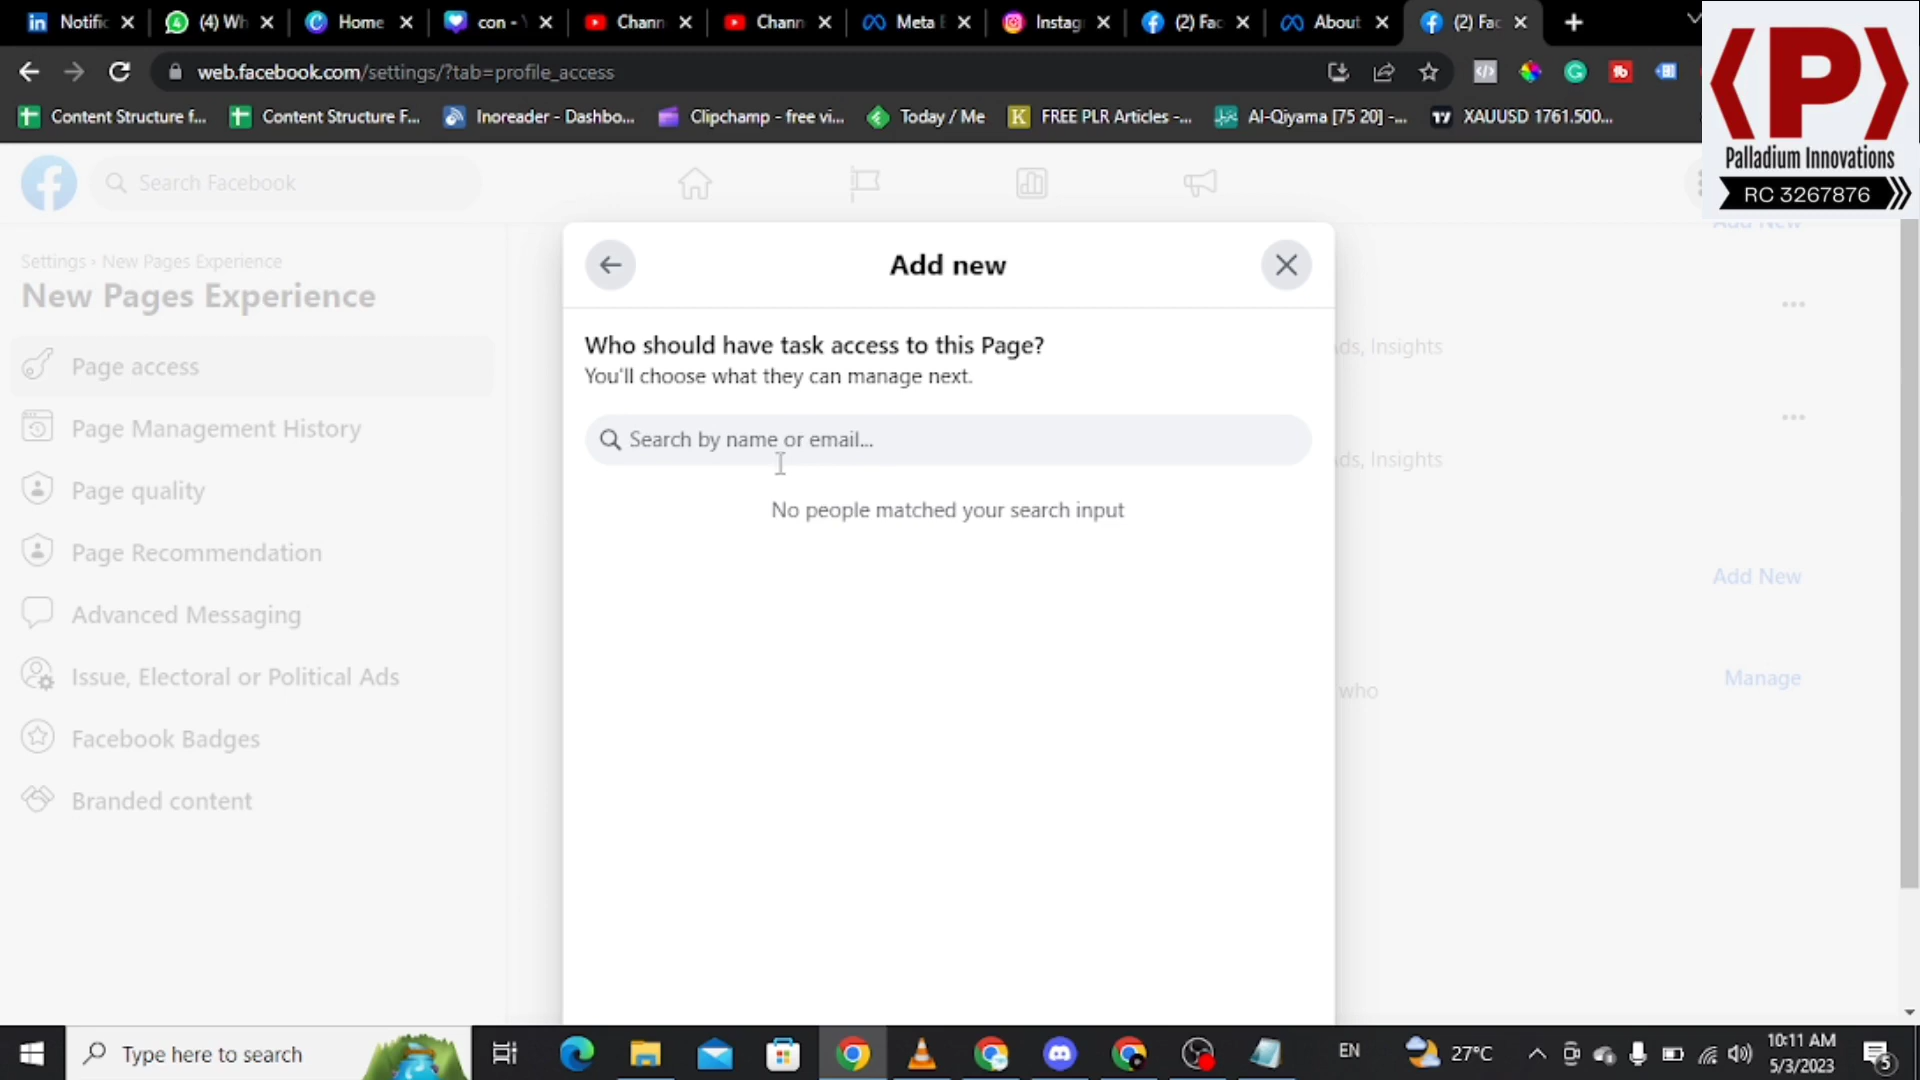 Notific
(4) Wh
Home
con - \
Chann
Chann
Meta E
Instag
(2) Fac
About
(2) Fac
web.facebook.com/settings/?tab=profile_access
Content Structure f...
Content Structure F...
Inoreader - Dashbo...
Clipchamp - free vi...
Today / Me
FREE PLR Articles -...
Al-Qiyama [75 20] -...
XAUUSD 1761.500...
P
Palladium Innovations
RC 3267876
Search Facebook
Settings › New Pages Experience
New Pages Experience
Page access
Page Management History
Page quality
Page Recommendation
Advanced Messaging
Issue, Electoral or Political Ads
Facebook Badges
Branded content
Add new
Who should have task access to this Page?
You'll choose what they can manage next.
Search by name or email...
No people matched your search input
Add New
ds, Insights
ds, Insights
Add New
who
Manage
Type here to search
EN
27°C
10:11 AM
5/3/2023
5